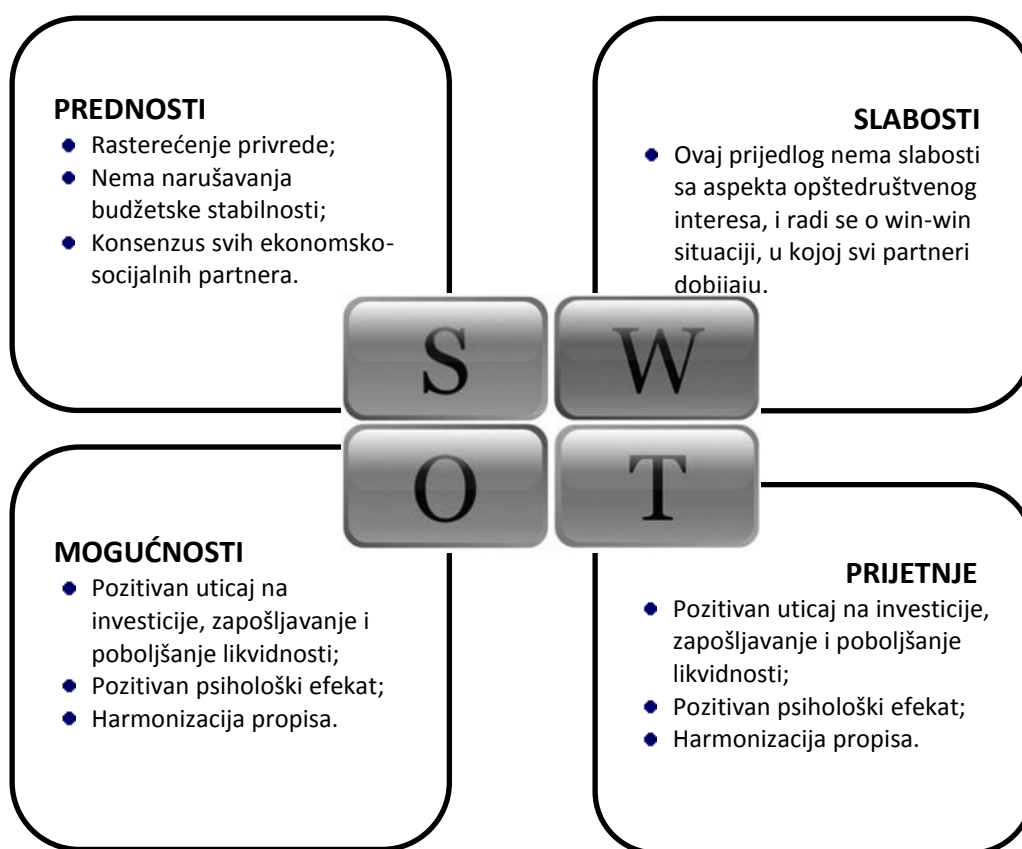 PREDNOSTI
Rasterećenje privrede;
Nema narušavanja
budžetske stabilnosti;
Konsenzus svih ekonomsko-
socijalnih partnera.
SLABOSTI
Ovaj prijedlog nema slabosti
sa aspekta opštedruštvenog
interesa, i radi se o win-win
situaciji, u kojoj svi partneri
dobijaju.
S
W
O
T
MOGUĆNOSTI
Pozitivan uticaj na
investicije, zapošljavanje i
poboljšanje likvidnosti;
Pozitivan psihološki efekat;
Harmonizacija propisa.
PRIJETNJE
Pozitivan uticaj na investicije,
zapošljavanje i poboljšanje
likvidnosti;
Pozitivan psihološki efekat;
Harmonizacija propisa.